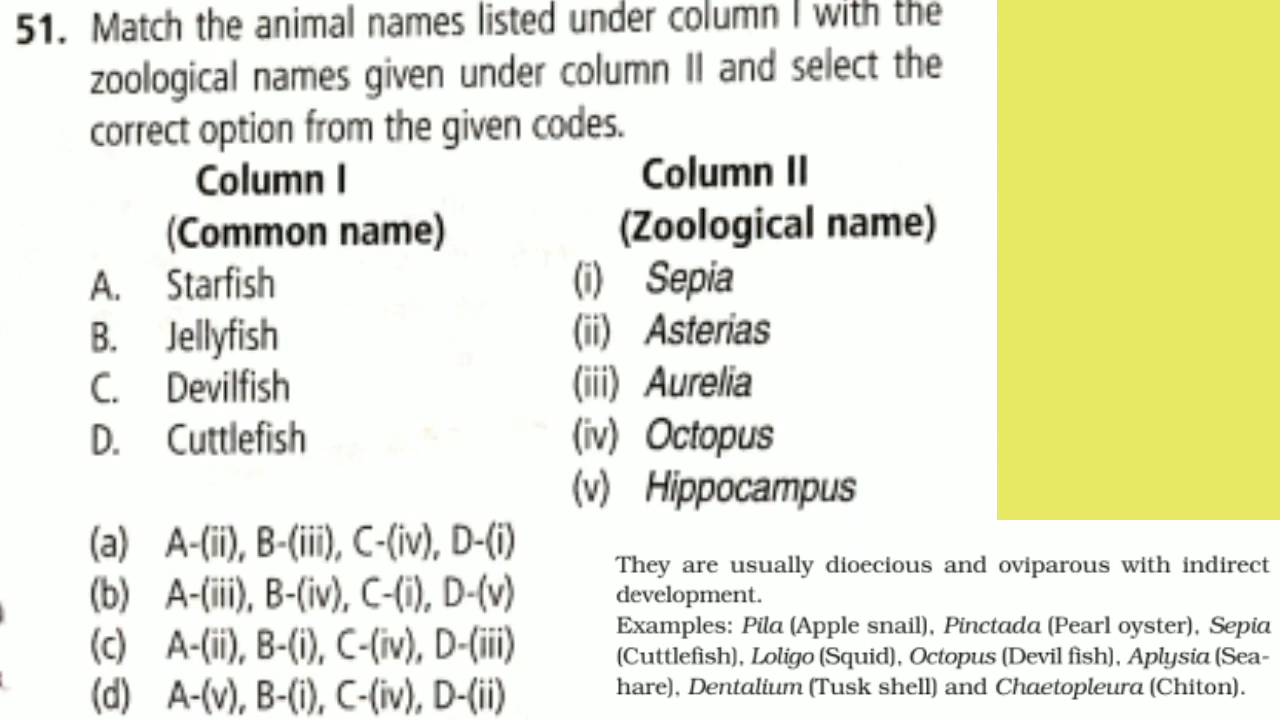 51. Match the animal names listed under column I with the
zoological names given under column II and select the
correct option from the given codes.
Column I Column II
(Common name) (Zoological name)
A. Starfish (i) Sepia
B. Jellyfish (ii) Asterias
C. Devilfish (iii) Aurelia
D. Cuttlefish (iv) Octopus
(v) Hippocampus
(a) A-(ii), B-(iii), C-(iv), D-(i)
(b) A-(iii), B-(iv), C-(i), D-(v)
(c) A-(ii), B-(i), C-(iv), D-(iii)
(d) A-(v), B-(i), C-(iv), D-(ii)
They are usually dioecious and oviparous with indirect
development.
Examples: Pila (Apple snail), Pinctada (Pearl oyster), Sepia
(Cuttlefish), Loligo (Squid), Octopus (Devil fish), Aplysia (Sea-
hare), Dentalium (Tusk shell) and Chaetopleura (Chiton).